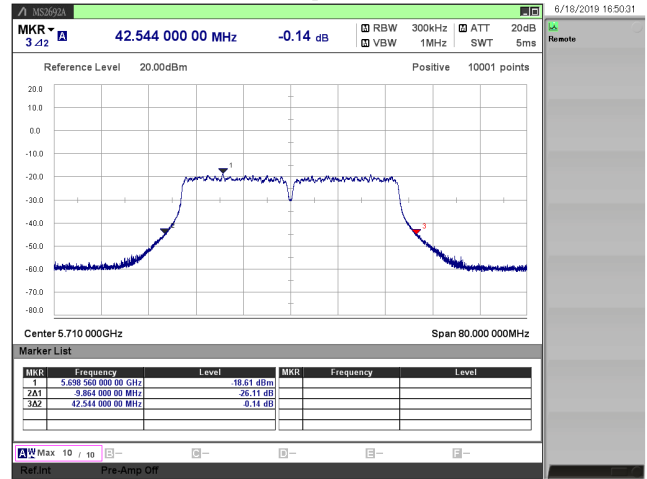 MS2692A
6/18/2019 16:50:31
MKR 3Δ2 A 42.544 000 00 MHz -0.14 dB
M RBW 300kHz M ATT 20dB
M VBW 1MHz SWT 5ms
Remote
Reference Level 20.00dBm Positive 10001 points
20.0
10.0
0.0
-10.0
-20.0
-30.0
-40.0
-50.0
-60.0
-70.0
-80.0
1
2
3
Center 5.710 000GHz Span 80.000 000MHz
Marker List
MKR Frequency Level MKR Frequency Level
1 5.698 560 000 00 GHz -18.61 dBm
2Δ1 -9.864 000 00 MHz -26.11 dB
3Δ2 42.544 000 00 MHz -0.14 dB
A W Max 10 / 10 B-- C-- D-- E-- F--
Ref.Int Pre-Amp Off